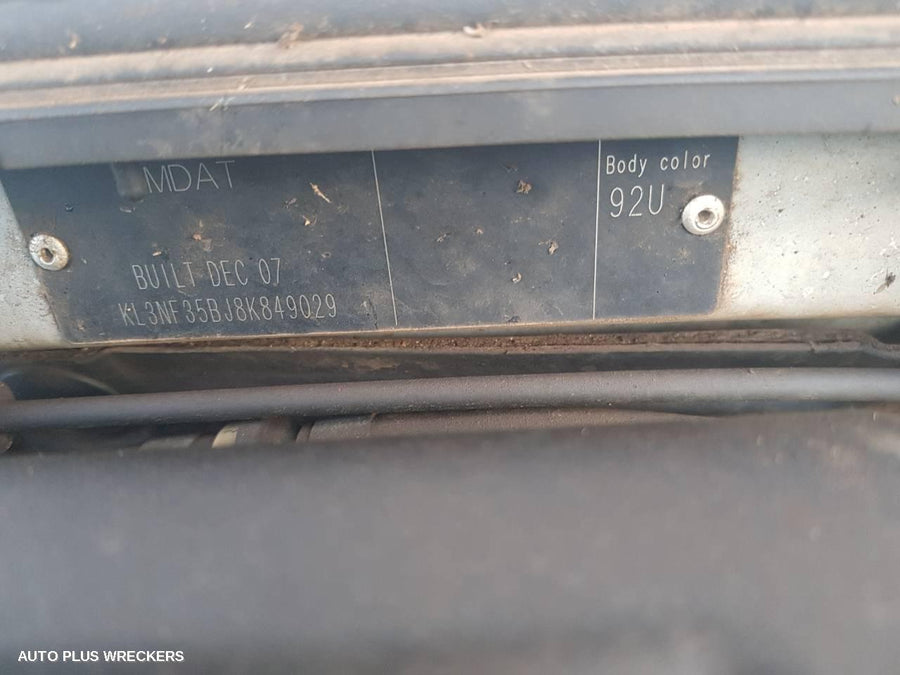 MDAT
BUILT DEC 07
KL3NF35BJ8K849029
Body color
92U
AUTO PLUS WRECKERS